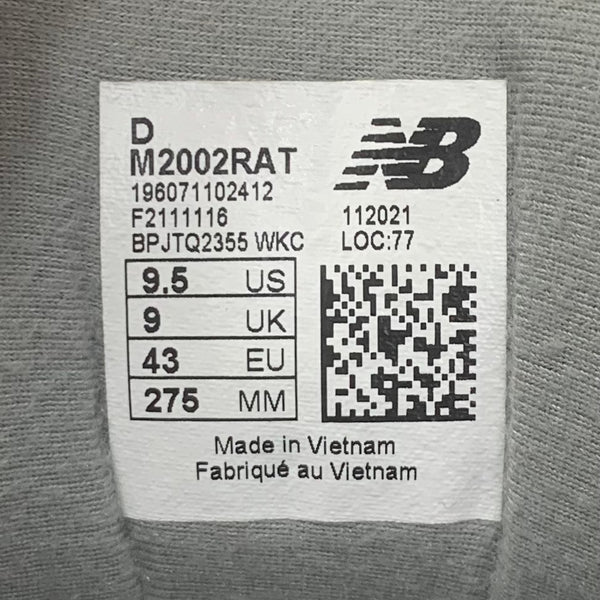 D
M2002RAT
NB
196071102412
F2111116
112021
BPJTQ2355 WKC
LOC:77
9.5 US
9 UK
43 EU
275 MM
Made in Vietnam
Fabriqué au Vietnam